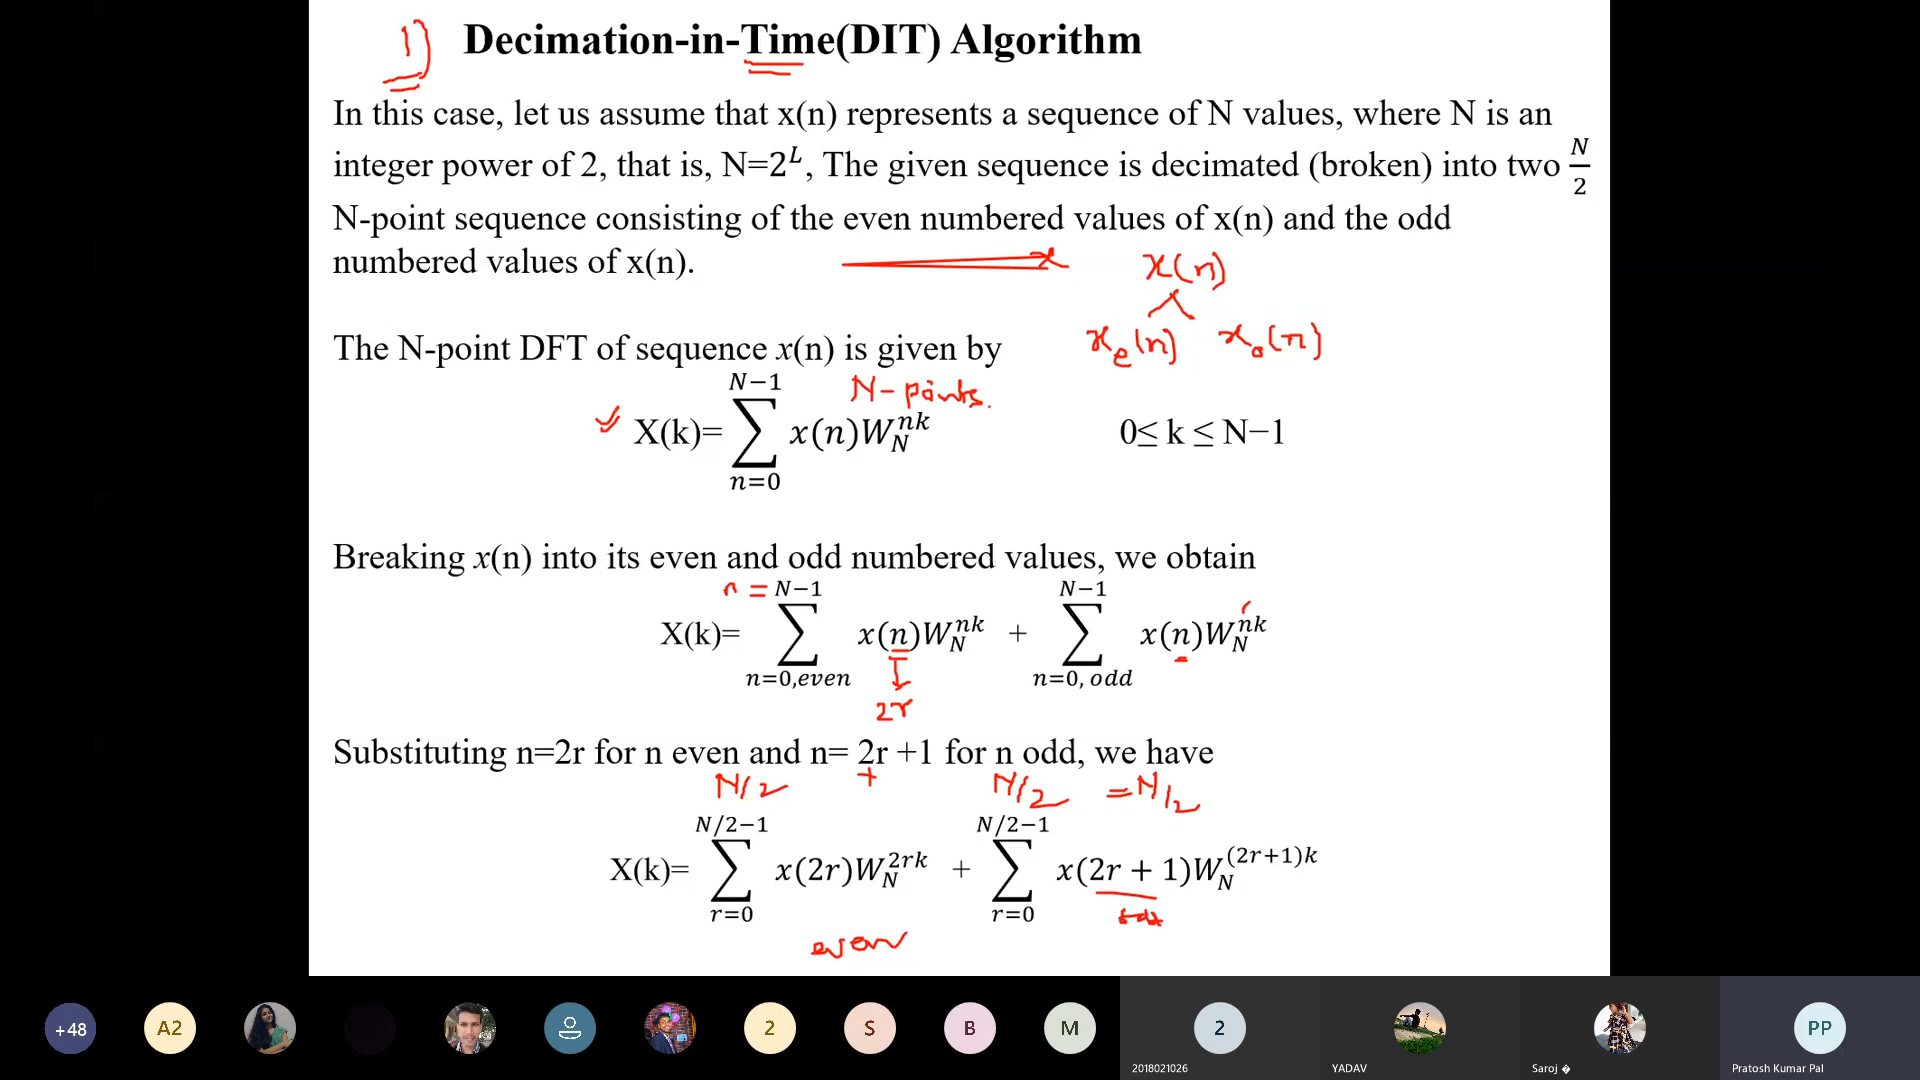 1) Decimation-in-Time(DIT) Algorithm
In this case, let us assume that x(n) represents a sequence of N values, where N is an
integer power of 2, that is, N=2^L, The given sequence is decimated (broken) into two N/2
N-point sequence consisting of the even numbered values of x(n) and the odd
numbered values of x(n).
x(n)
x_e(n) x_o(n)
The N-point DFT of sequence x(n) is given by
N-points.
X(k)= ∑_{n=0}^{N−1} x(n)W_N^{nk} 0≤ k ≤ N−1
Breaking x(n) into its even and odd numbered values, we obtain
n =
X(k)= ∑_{n=0,even}^{N−1} x(n)W_N^{nk} + ∑_{n=0, odd}^{N−1} x(n)W_N^{nk}
2r
Substituting n=2r for n even and n= 2r +1 for n odd, we have
N/2 + N/2 =N/2
X(k)= ∑_{r=0}^{N/2−1} x(2r)W_N^{2rk} + ∑_{r=0}^{N/2−1} x(2r + 1)W_N^{(2r+1)k}
even
+48 A2 2 S B M 2 PP
2018021026 YADAV Saroj Pratosh Kumar Pal